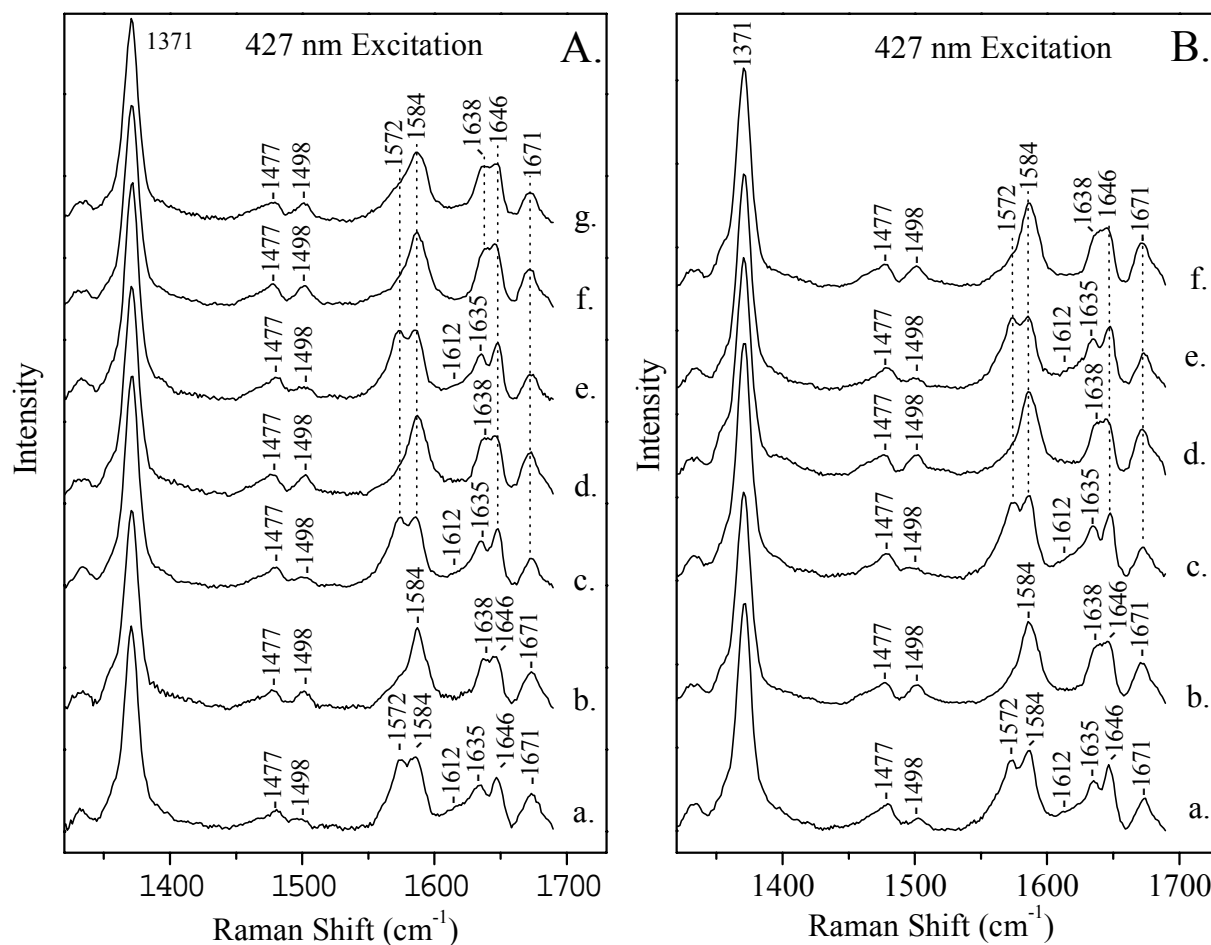 427 nm Excitation
A.
1371
1477
1498
1572
1584
1638
1646
1671
g.
1477
1498
f.
1477
1498
1612
1635
e.
1477
1498
1638
d.
1477
1498
1612
1635
c.
1477
1498
1584
1638
1646
1671
b.
1477
1498
1572
1584
1612
1635
1646
1671
a.
Intensity
1400 1500 1600 1700
Raman Shift (cm-1)
427 nm Excitation
B.
1371
1477
1498
1572
1584
1638
1646
1671
f.
1477
1498
1612
1635
e.
1477
1498
1638
d.
1477
1498
1612
1635
c.
1477
1498
1584
1638
1646
1671
b.
1477
1498
1572
1584
1612
1635
1646
1671
a.
Intensity
1400 1500 1600 1700
Raman Shift (cm-1)